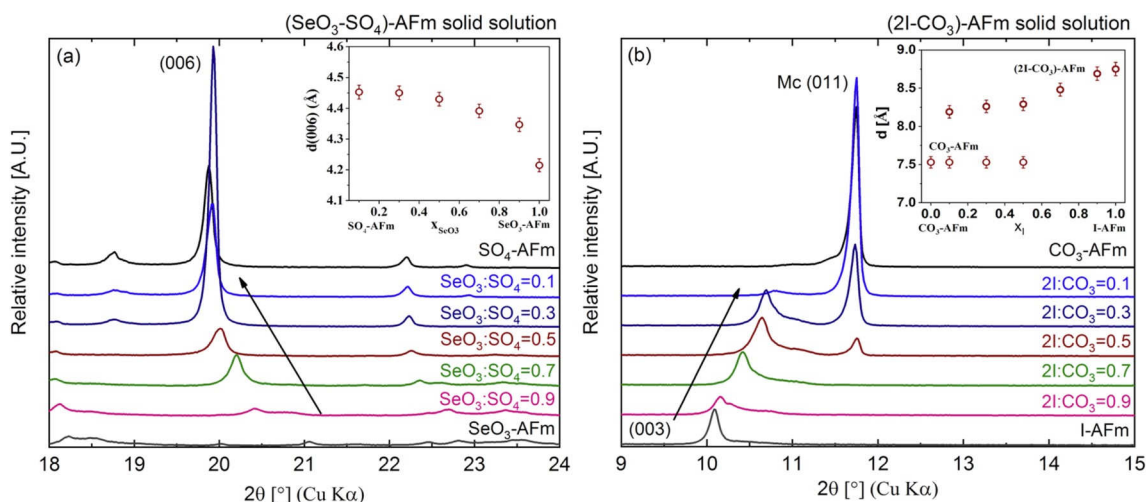 (SeO₃-SO₄)-AFm solid solution
(a)
(006)
Relative intensity [A.U.]
d(006) (Å)
4.6
4.5
4.4
4.3
4.2
4.1
0.2 0.4 0.6 0.8 1.0
SO₄-AFm X_SeO3 SeO₃-AFm
SO₄-AFm
SeO₃:SO₄=0.1
SeO₃:SO₄=0.3
SeO₃:SO₄=0.5
SeO₃:SO₄=0.7
SeO₃:SO₄=0.9
SeO₃-AFm
18 19 20 21 22 23 24
2θ [°] (Cu Kα)
(2I-CO₃)-AFm solid solution
(b)
Mc (011)
Relative intensity [A.U.]
d [Å]
9.0
8.5
8.0
7.5
7.0
(2I-CO₃)-AFm
CO₃-AFm
0.0 0.2 0.4 0.6 0.8 1.0
CO₃-AFm X_I I-AFm
CO₃-AFm
2I:CO₃=0.1
2I:CO₃=0.3
2I:CO₃=0.5
2I:CO₃=0.7
2I:CO₃=0.9
(003)
I-AFm
9 10 11 12 13 14 15
2θ [°] (Cu Kα)